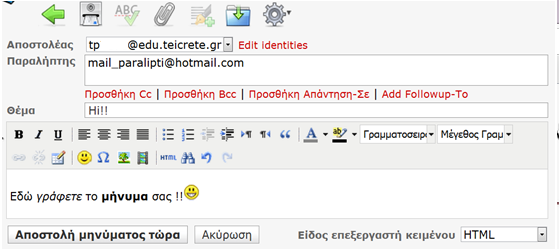 ABC
Αποστολέας tp @edu.teicrete.gr Edit identities
Παραλήπτης mail_paralipti@hotmail.com
Προσθήκη Cc | Προσθήκη Bcc | Προσθήκη Απάντηση-Σε | Add Followup-To
Θέμα Hi!!
B I U A ab Γραμματοσειρά Μέγεθος Γραμ
Ω HTML
Εδώ γράφετε το μήνυμα σας !!
Αποστολή μηνύματος τώρα Ακύρωση Είδος επεξεργαστή κειμένου HTML